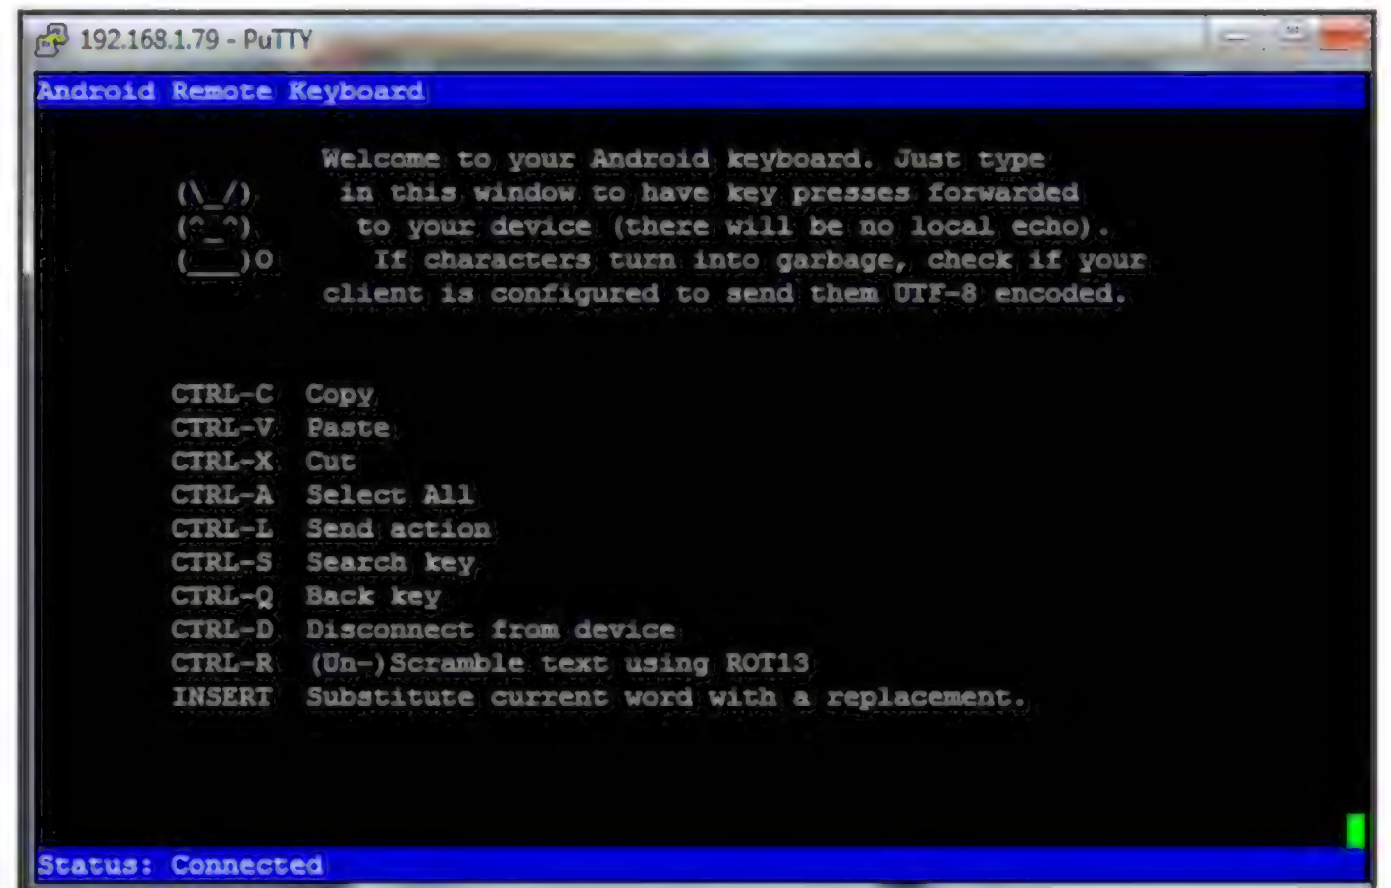 192.168.1.79 - PuTTY
Android Remote Keyboard
Welcome to your Android keyboard. Just type
(\_/) in this window to have key presses forwarded
(^_^) to your device (there will be no local echo).
(___)O If characters turn into garbage, check if your
client is configured to send them UTF-8 encoded.
CTRL-C Copy
CTRL-V Paste
CTRL-X Cut
CTRL-A Select All
CTRL-L Send action
CTRL-S Search key
CTRL-Q Back key
CTRL-D Disconnect from device
CTRL-R (Un-)Scramble text using ROT13
INSERT Substitute current word with a replacement.
Status: Connected